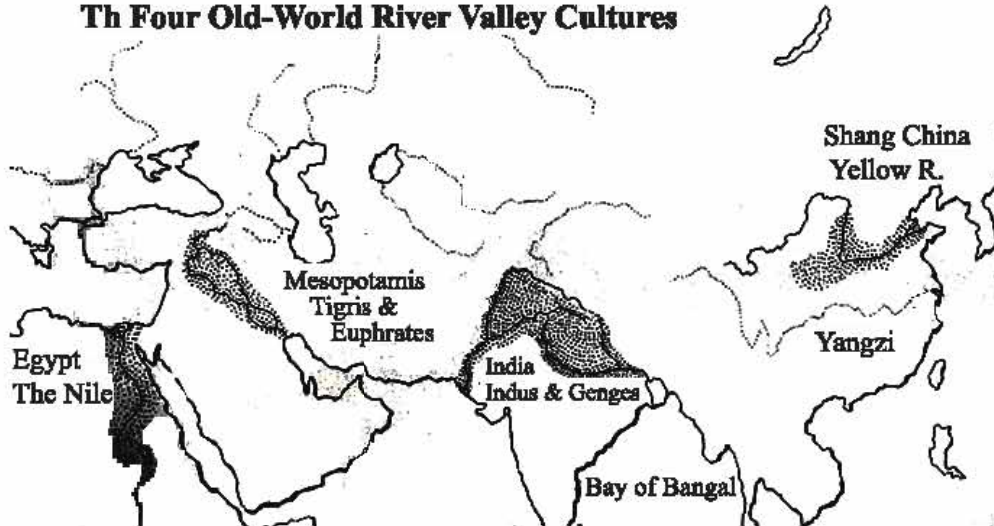 Th Four Old-World River Valley Cultures
Shang China
Yellow R.
Mesopotamis
Tigris &
Euphrates
Egypt
The Nile
India
Indus & Genges
Yangzi
Bay of Bangal